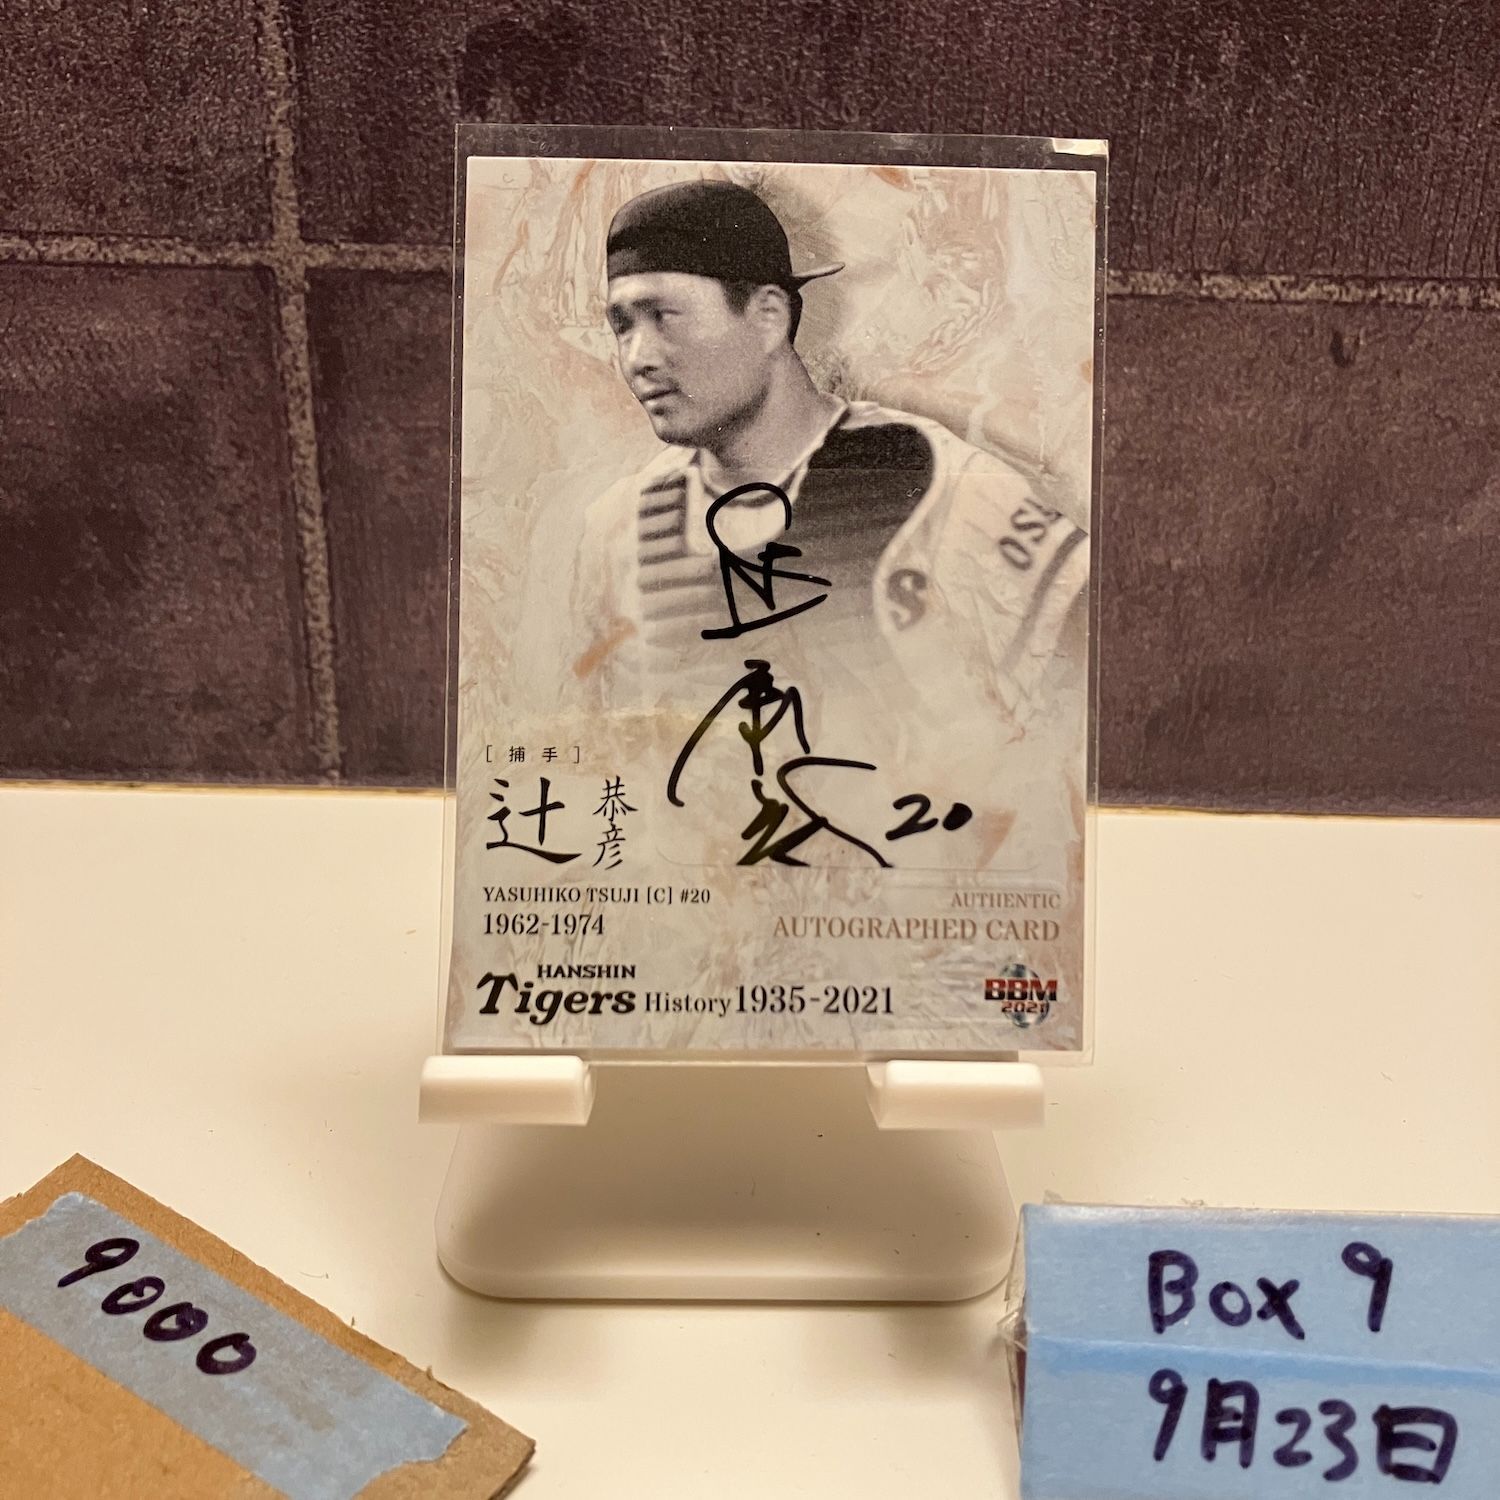 OS
S
20
[捕手]
辻 恭彦
YASUHIKO TSUJI [C] #20
1962-1974
AUTHENTIC
AUTOGRAPHED CARD
HANSHIN
Tigers History 1935-2021
BBM
2021
9000
Box 9
9月23日